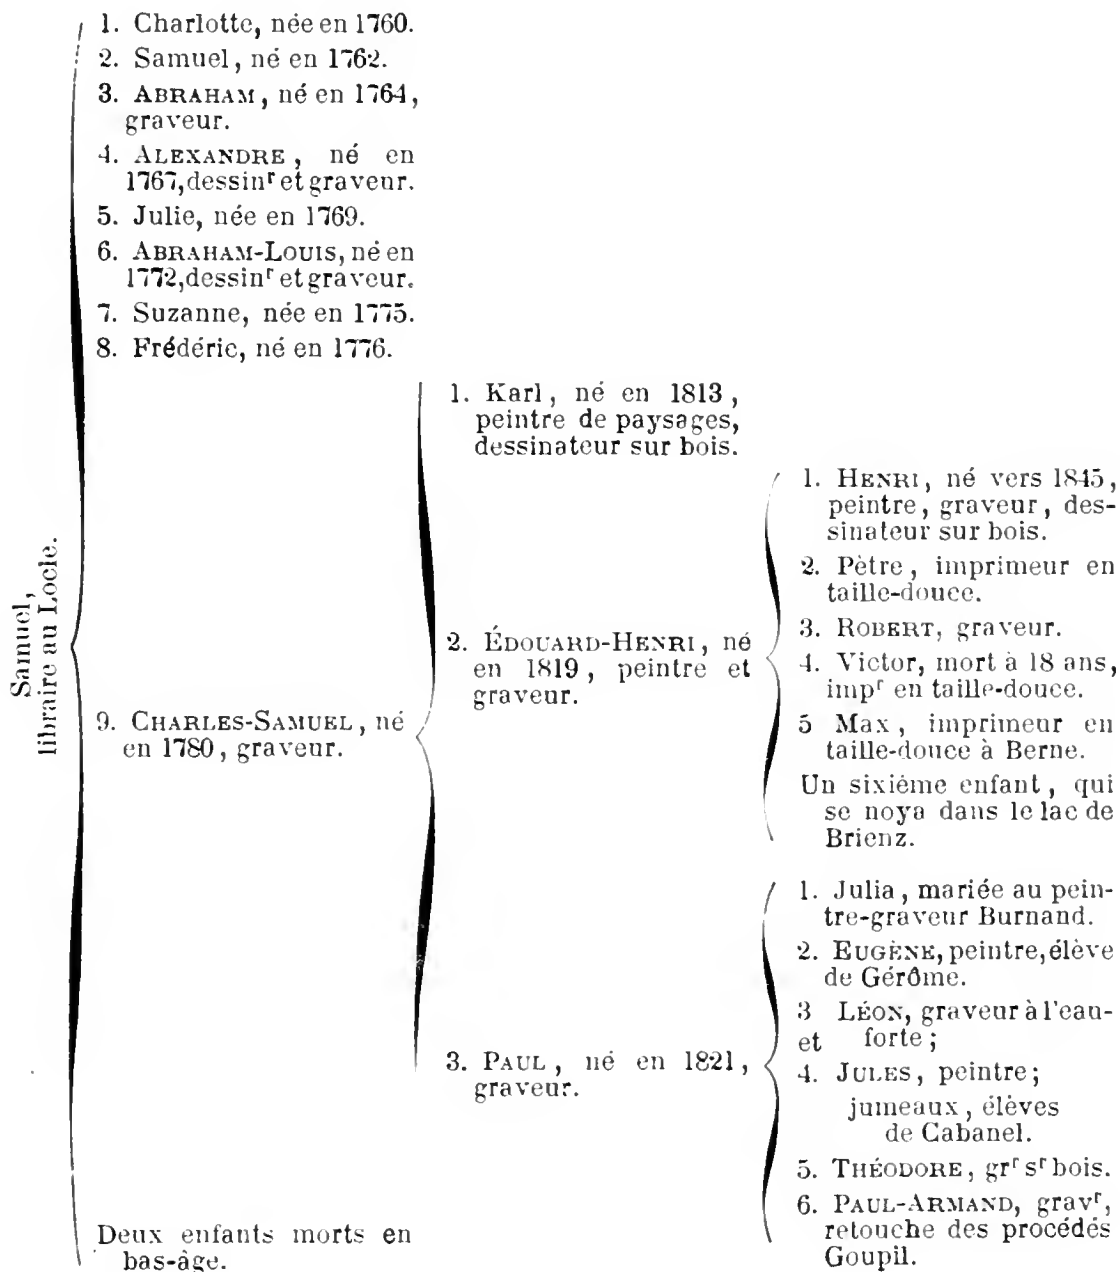 Samuel,
libraire au Locle.
1. Charlotte, née en 1760.
2. Samuel, né en 1762.
3. ABRAHAM, né en 1764,
graveur.
4. ALEXANDRE, né en
1767, dessinʳ et graveur.
5. Julie, née en 1769.
6. ABRAHAM-LOUIS, né en
1772, dessinʳ et graveur.
7. Suzanne, née en 1775.
8. Frédéric, né en 1776.
9. CHARLES-SAMUEL, né
en 1780, graveur.
Deux enfants morts en
bas-âge.
1. Karl, né en 1813,
peintre de paysages,
dessinateur sur bois.
2. ÉDOUARD-HENRI, né
en 1819, peintre et
graveur.
3. PAUL, né en 1821,
graveur.
1. HENRI, né vers 1845,
peintre, graveur, des-
sinateur sur bois.
2. Pètre, imprimeur en
taille-douce.
3. ROBERT, graveur.
4. Victor, mort à 18 ans,
impʳ en taille-douce.
5 Max, imprimeur en
taille-douce à Berne.
Un sixième enfant, qui
se noya dans le lac de
Brienz.
1. Julia, mariée au pein-
tre-graveur Burnand.
2. EUGÈNE, peintre, élève
de Gérôme.
3 LÉON, graveur à l'eau-
et forte;
4. JULES, peintre;
jumeaux, élèves
de Cabanel.
5. THÉODORE, grʳ sʳ bois.
6. PAUL-ARMAND, gravʳ,
retouche des procédés
Goupil.